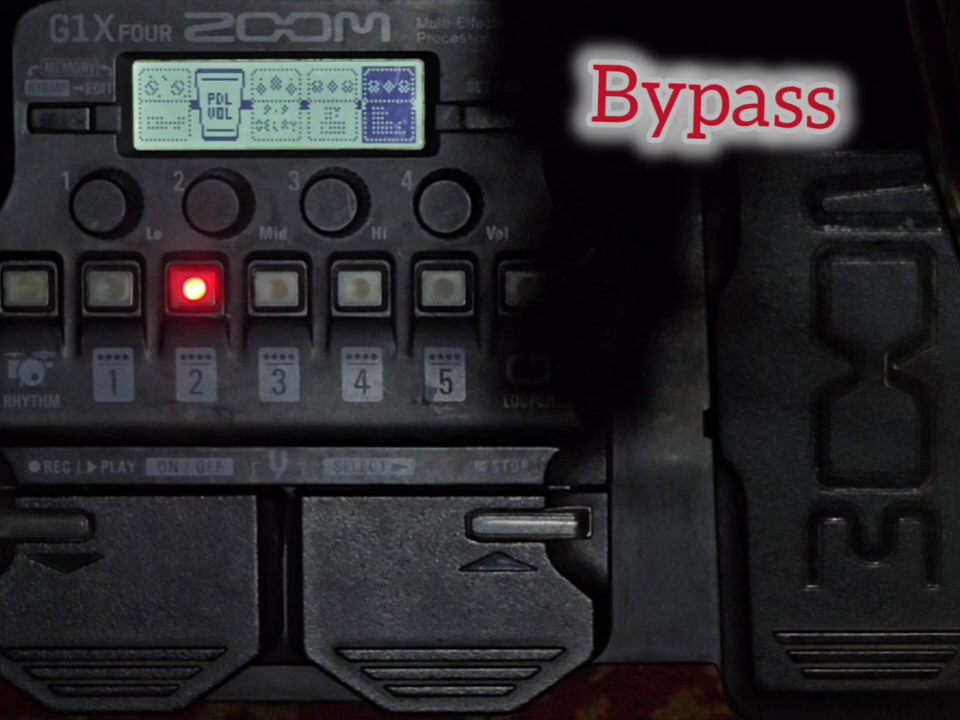 G1X FOUR ZOOM Multi-Effects
Processor
Bypass
MEMORY
STOMP EDIT
PDL
VOL
1 2 3 4
Lo Mid Hi Vol
1 2 3 4 5
RHYTHM LOOPER
REC / PLAY ON / OFF SELECT STOP
ZOOM